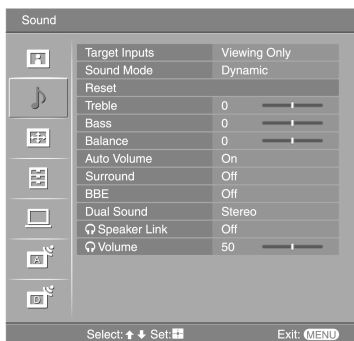 Sound
Target Inputs Viewing Only
Sound Mode Dynamic
Reset
Treble 0
Bass 0
Balance 0
Auto Volume On
Surround Off
BBE Off
Dual Sound Stereo
Speaker Link Off
Volume 50
A
D
Select: Set: Exit: MENU